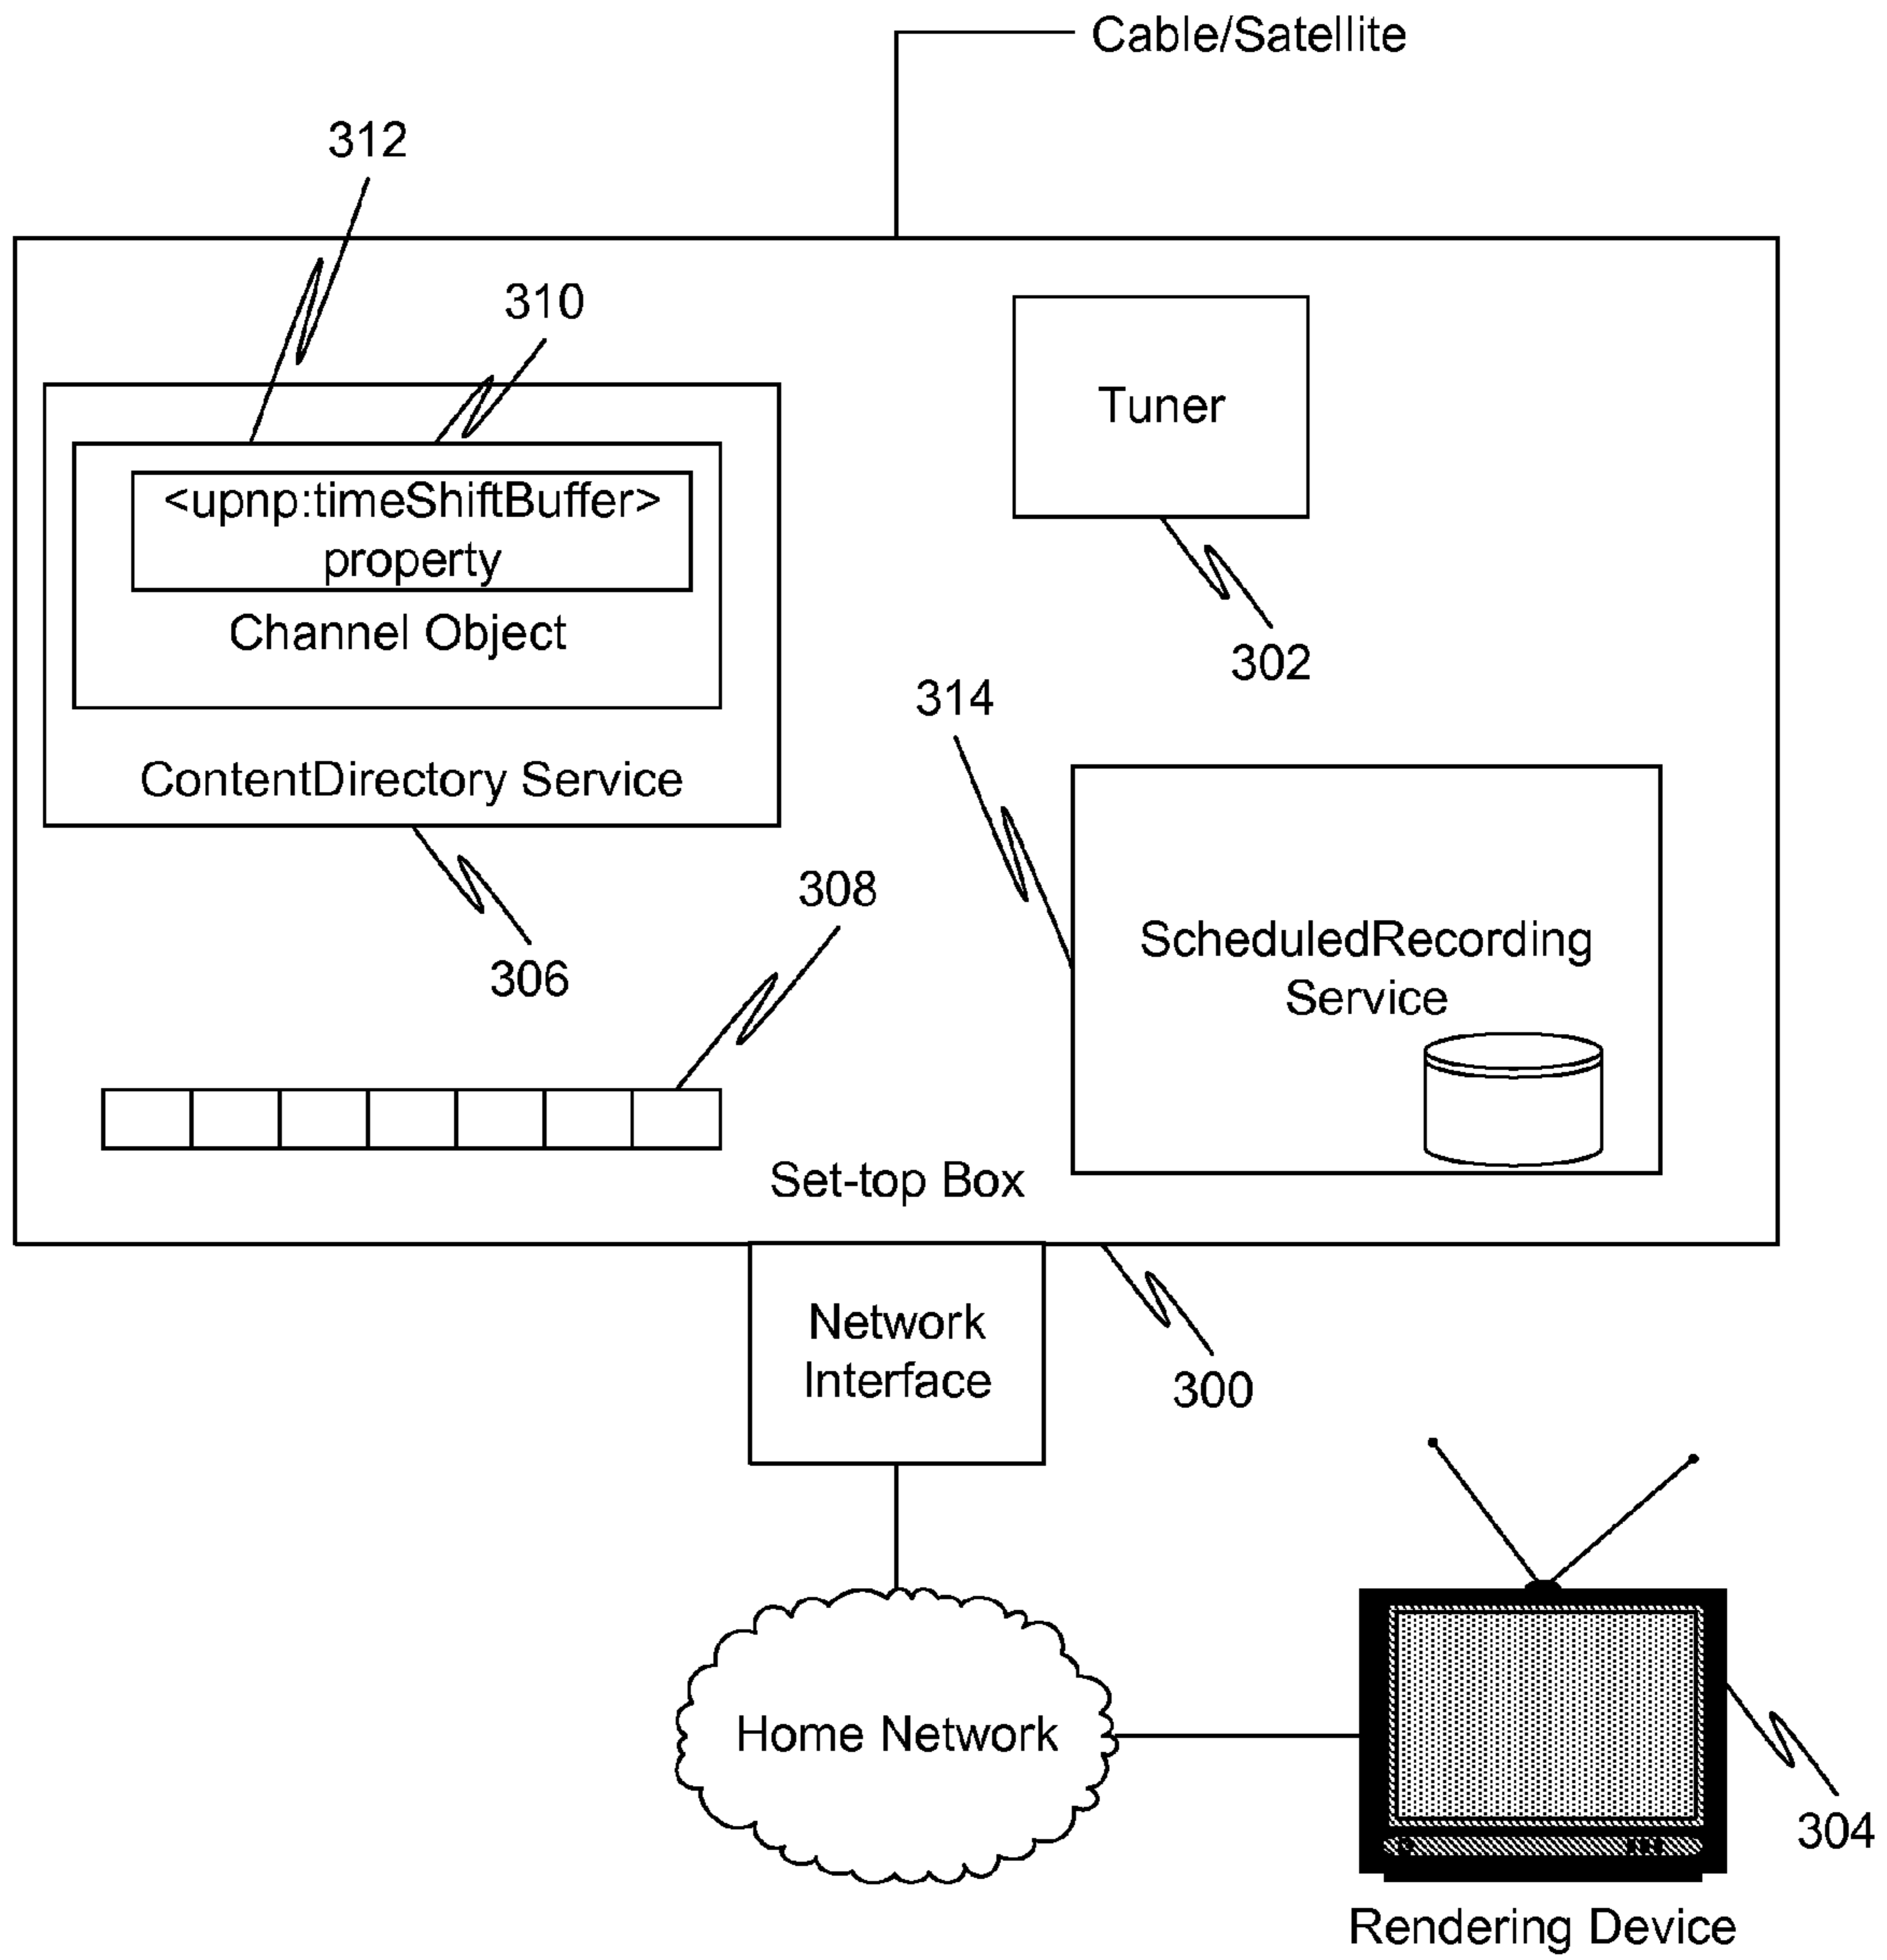 Cable/Satellite
312
310
Tuner
<upnp:timeShiftBuffer>
property
Channel Object
302
314
ContentDirectory Service
308
ScheduledRecording
Service
306
Set-top Box
Network
Interface
300
Home Network
304
Rendering Device